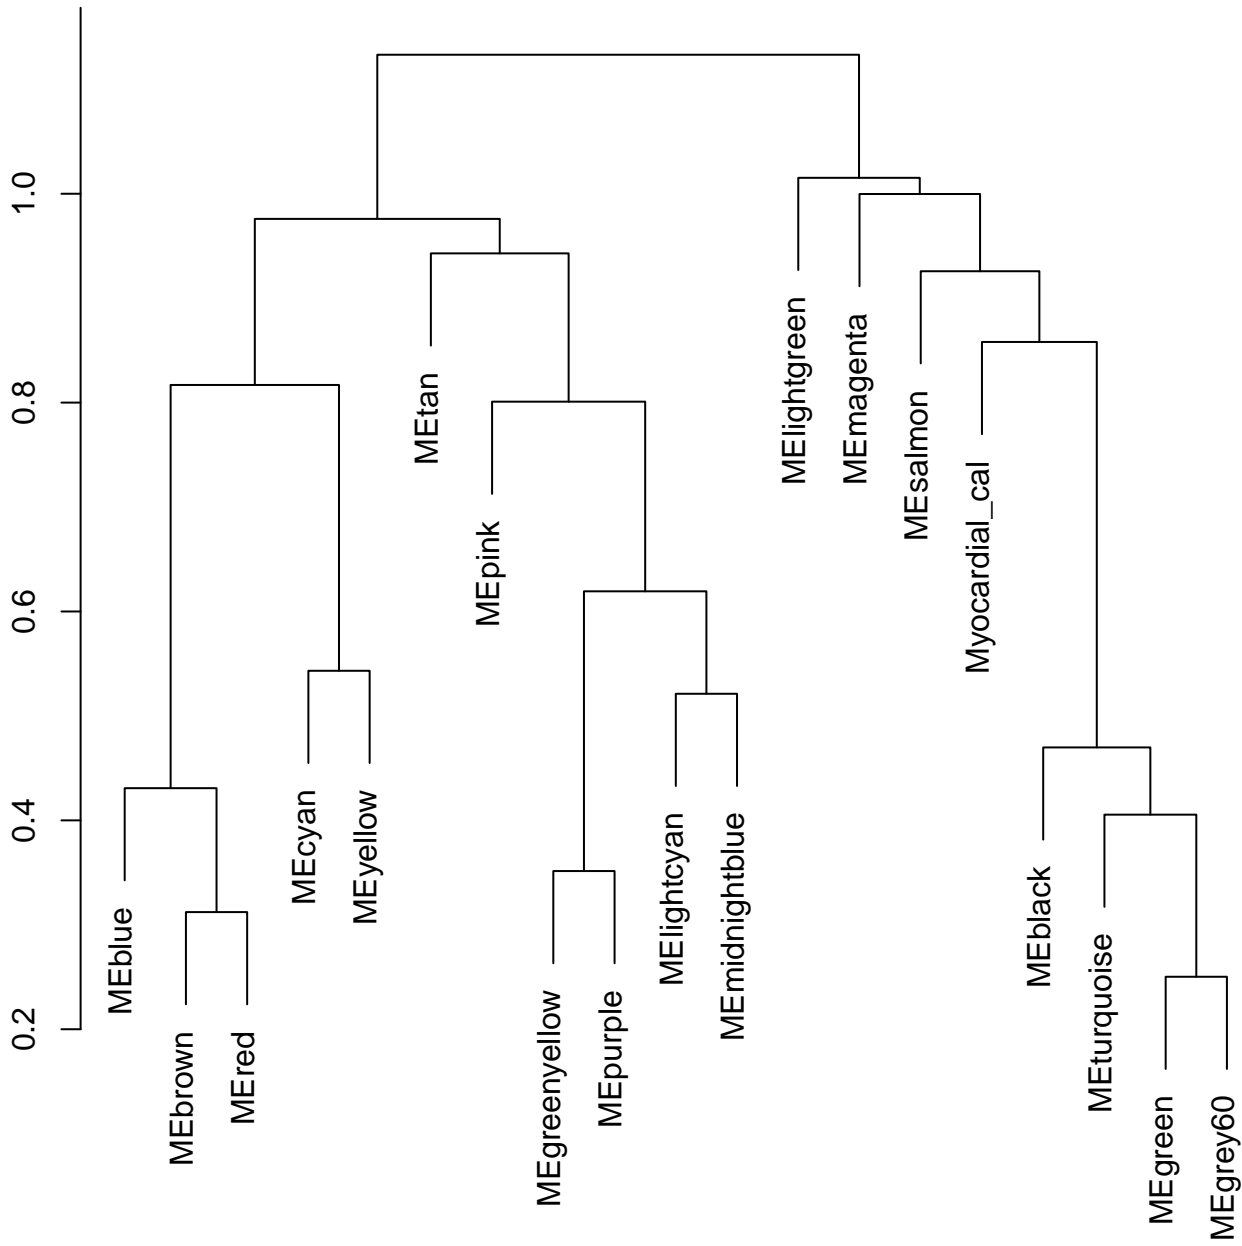 1.0
0.8
0.6
0.4
0.2
MEblue
MEbrown
MEred
MEcyan
MEyellow
MEtan
MEpink
MEgreenyellow
MEpurple
MElightcyan
MEmidnightblue
MElightgreen
MEmagenta
MEsalmon
Myocardial_cal
MEblack
MEturquoise
MEgreen
MEgrey60